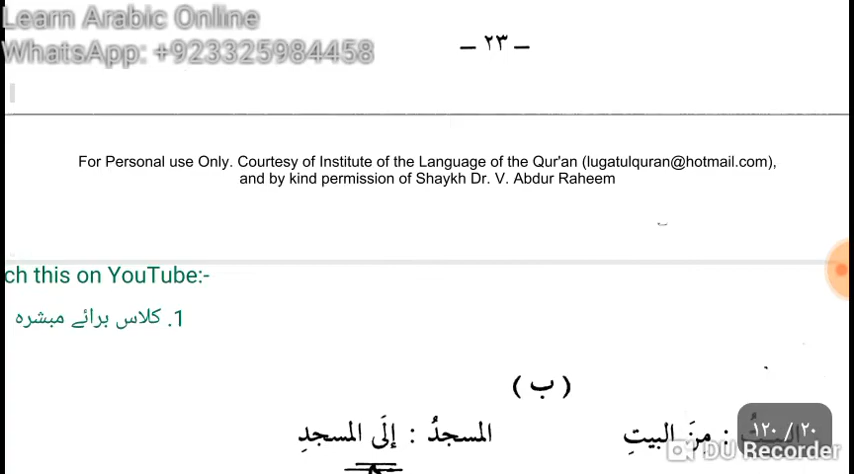 Learn Arabic Online
WhatsApp: +923325984458
– ٢٣ –
For Personal use Only. Courtesy of Institute of the Language of the Qur'an (lugatulquran@hotmail.com),
and by kind permission of Shaykh Dr. V. Abdur Raheem
ch this on YouTube:-
1. کلاس برائے مبشرہ
(ب)
: مِنَ البيتِ المسجدُ : إلَى المسجدِ
١٢٠ / ٢٠
DU Recorder